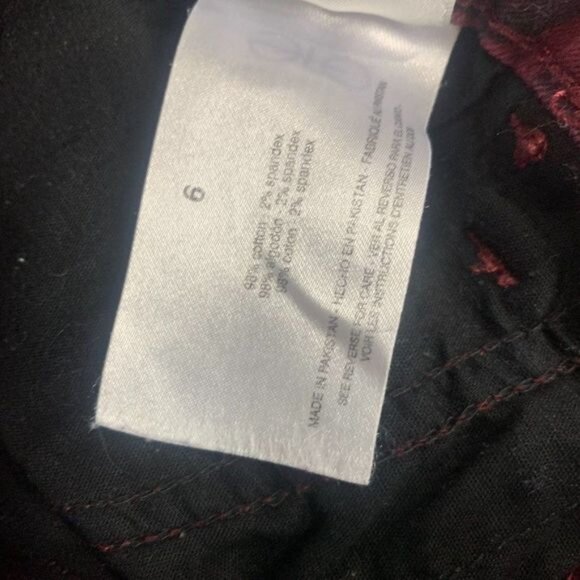 6
98% cotton 2% spandex
98% algodón 2% spandex
98% coton 2% spandex
MADE IN PAKISTAN - HECHO EN PAKISTAN - FABRIQUÉ AU PAKISTAN
SEE REVERSE FOR CARE - VER AL REVERSO PARA EL CUIDADO
VOIR LES INSTRUCTIONS D'ENTRETIEN AU DOS